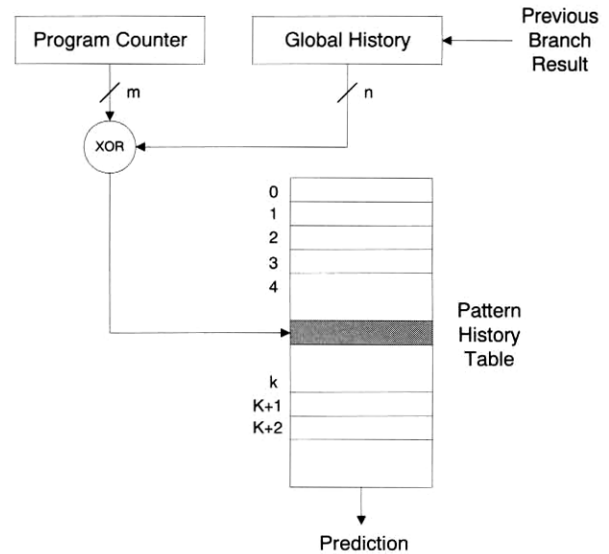 Program Counter
Global History
Previous
Branch
Result
m
n
XOR
0
1
2
3
4
Pattern
History
Table
k
K+1
K+2
Prediction